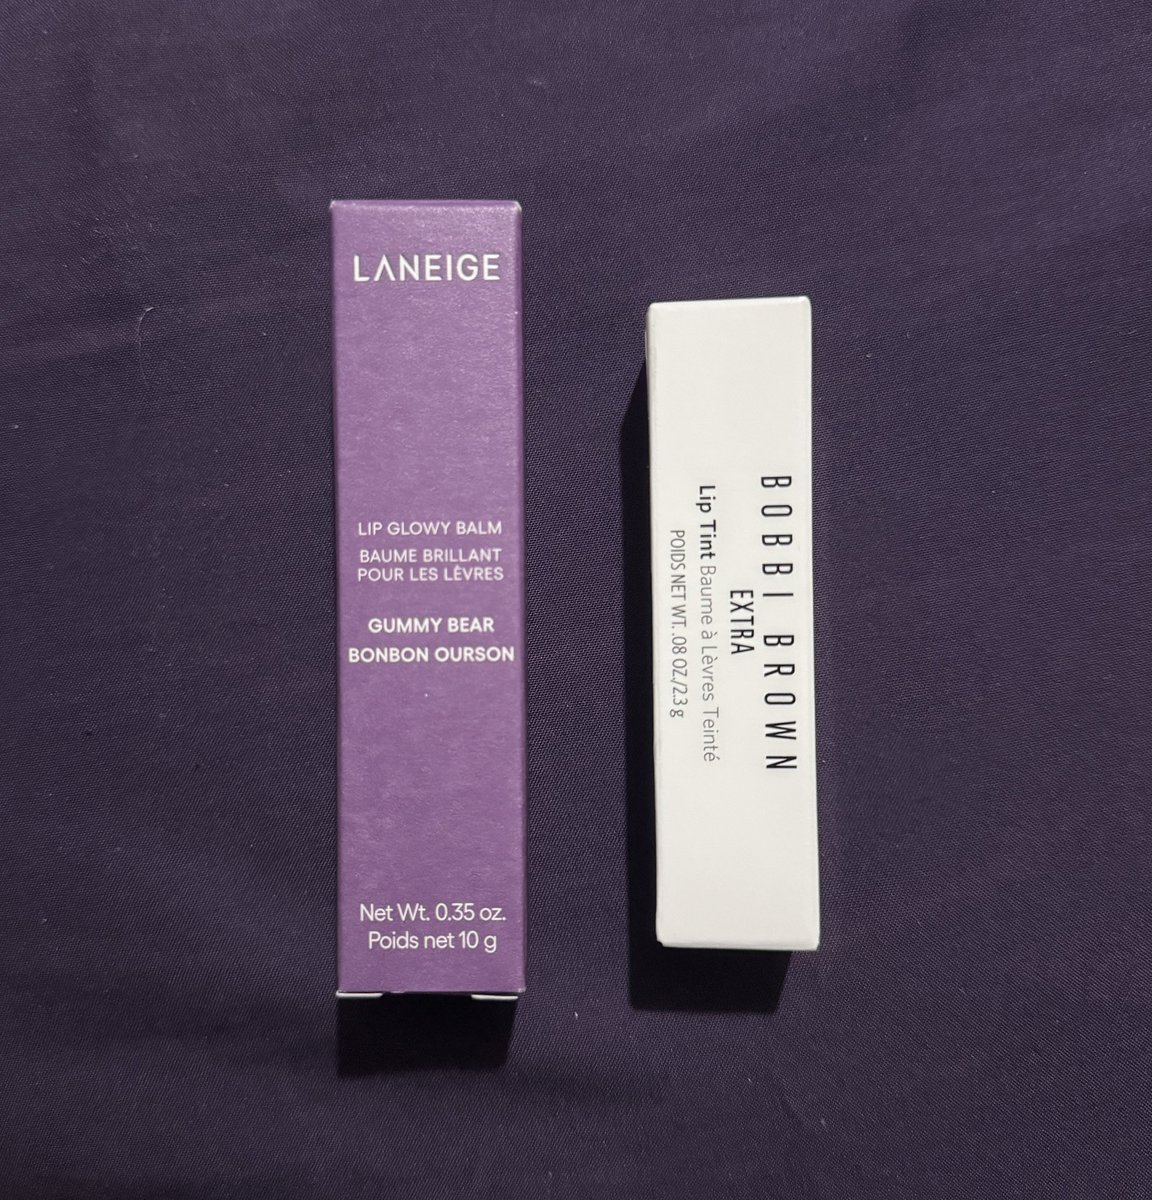 LANEIGE
LIP GLOWY BALM
BAUME BRILLANT
POUR LES LÈVRES
GUMMY BEAR
BONBON OURSON
Net Wt. 0.35 oz.
Poids net 10 g
BOBBI BROWN
EXTRA
Lip Tint Baume à Lèvres Teinté
POIDS NET WT. .08 OZ./2.3 g